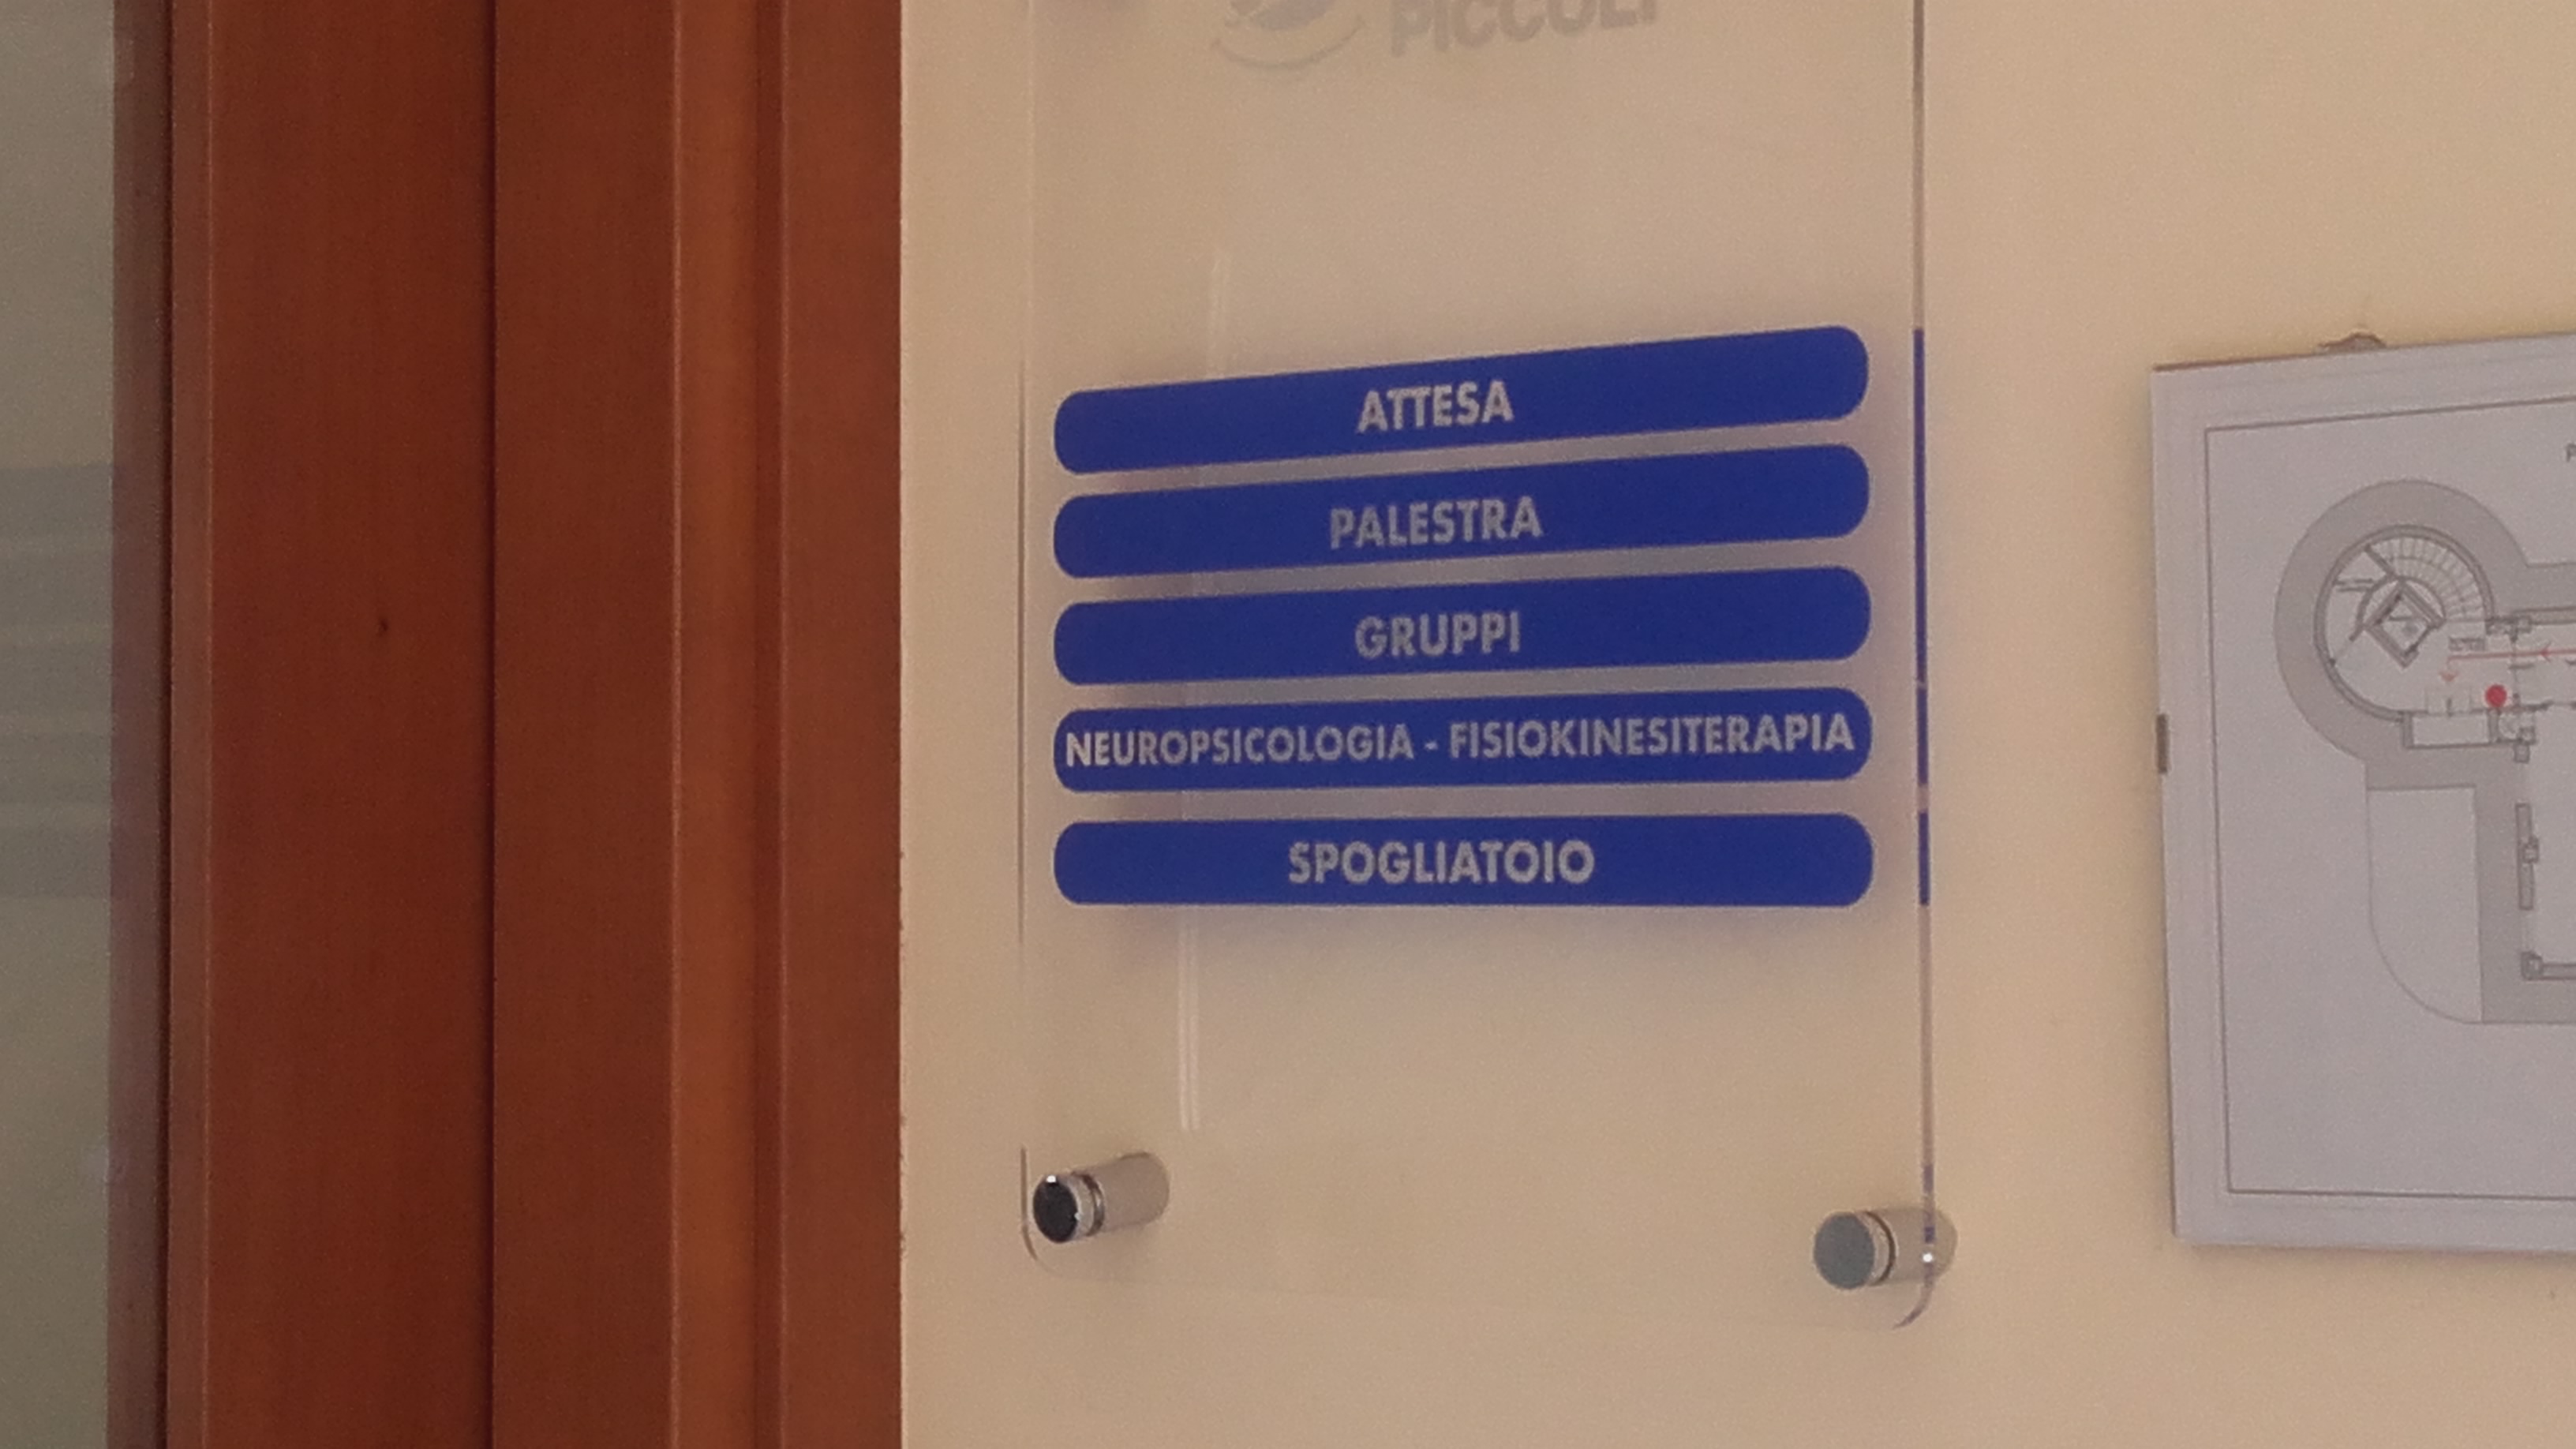 PICCOLI
ATTESA
PALESTRA
GRUPPI
NEUROPSICOLOGIA - FISIOKINESITERAPIA
SPOGLIATOIO